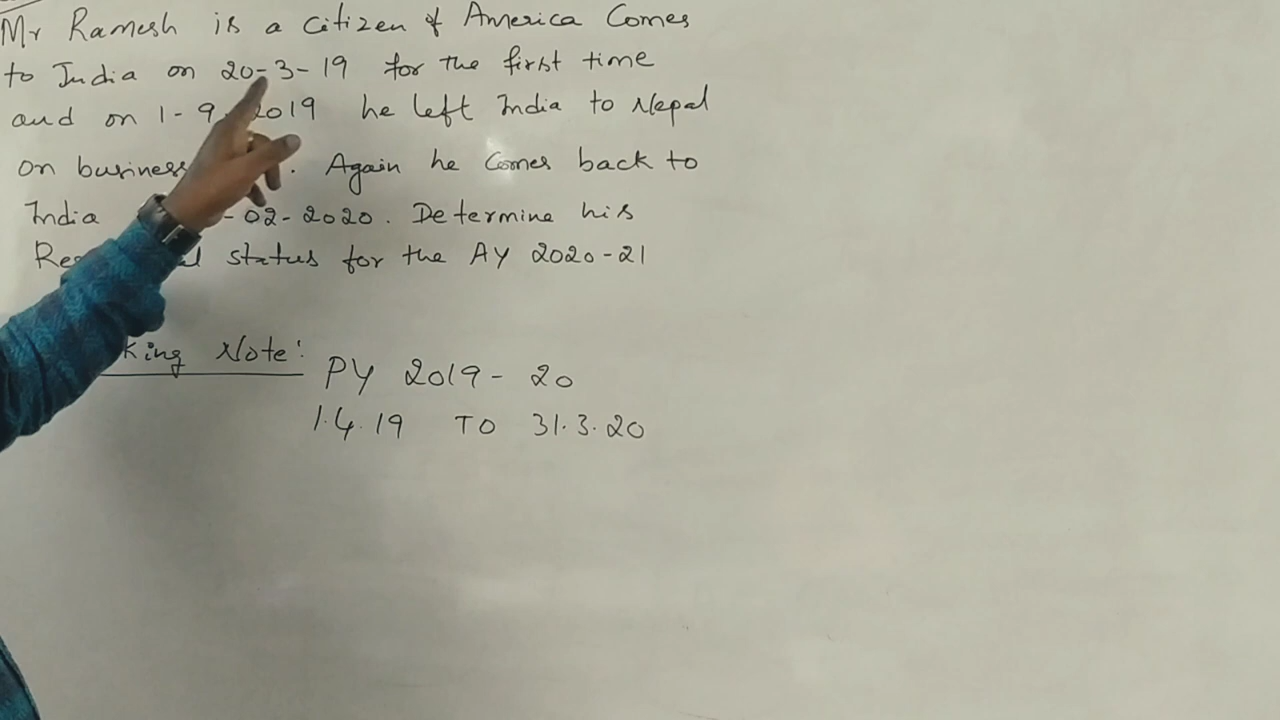 Mr Ramesh is a citizen of America Comes
to India on 20-3-19 for the first time
and on 1-9-2019 he left India to Nepal
on business . Again he Comes back to
India -02-2020. Determine his
status for the AY 2020-21
Note:
PY 2019-20
1.4.19 TO 31.3.20